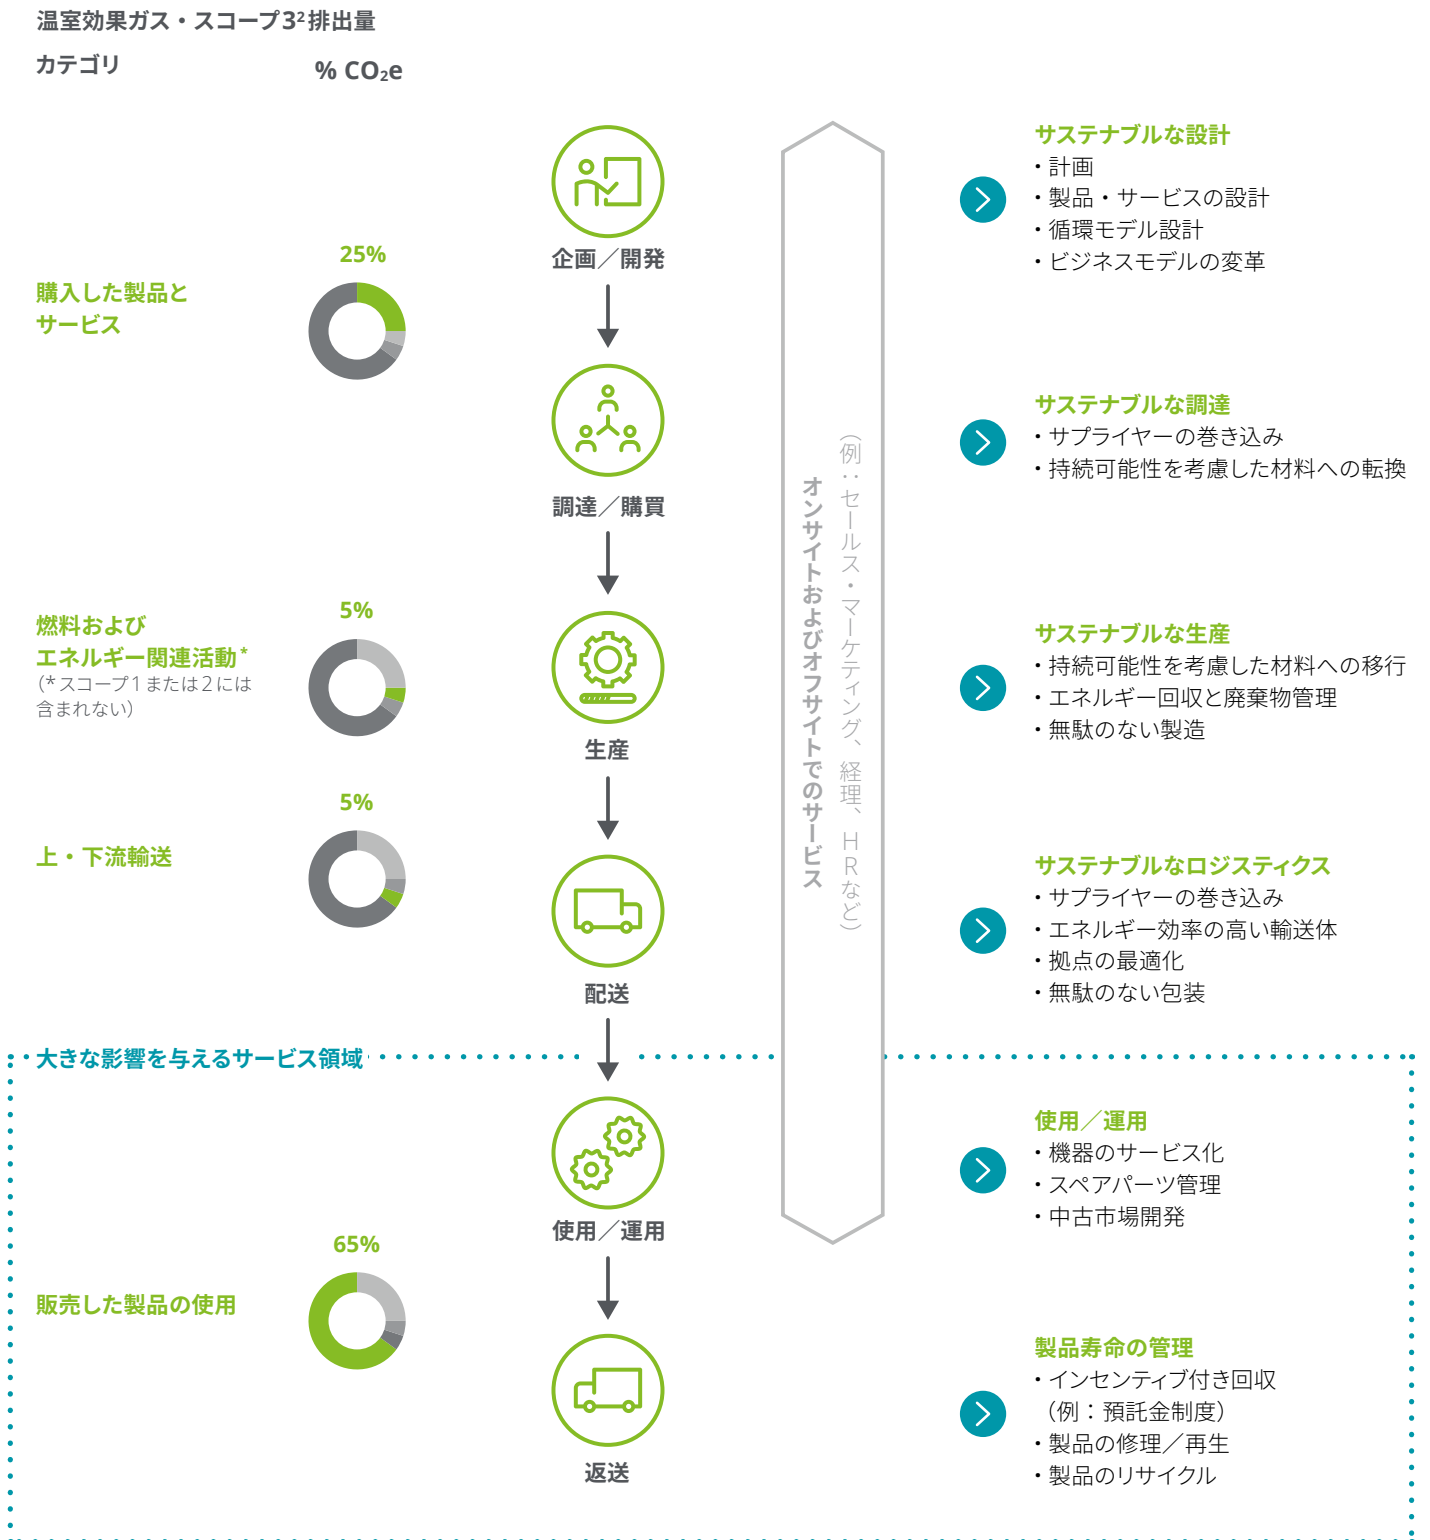 温室効果ガス・スコープ3²排出量
カテゴリ
% CO₂e
25%
購入した製品と
サービス
5%
燃料および
エネルギー関連活動*
（*スコープ1または2には
含まれない）
5%
上・下流輸送
大きな影響を与えるサービス領域
65%
販売した製品の使用
企画／開発
調達／購買
生産
配送
使用／運用
返送
オンサイトおよびオフサイトでのサービス
（例：セールス・マーケティング、経理、HRなど）
サステナブルな設計
・計画
・製品・サービスの設計
・循環モデル設計
・ビジネスモデルの変革
サステナブルな調達
・サプライヤーの巻き込み
・持続可能性を考慮した材料への転換
サステナブルな生産
・持続可能性を考慮した材料への移行
・エネルギー回収と廃棄物管理
・無駄のない製造
サステナブルなロジスティクス
・サプライヤーの巻き込み
・エネルギー効率の高い輸送体
・拠点の最適化
・無駄のない包装
使用／運用
・機器のサービス化
・スペアパーツ管理
・中古市場開発
製品寿命の管理
・インセンティブ付き回収
（例：預託金制度）
・製品の修理／再生
・製品のリサイクル